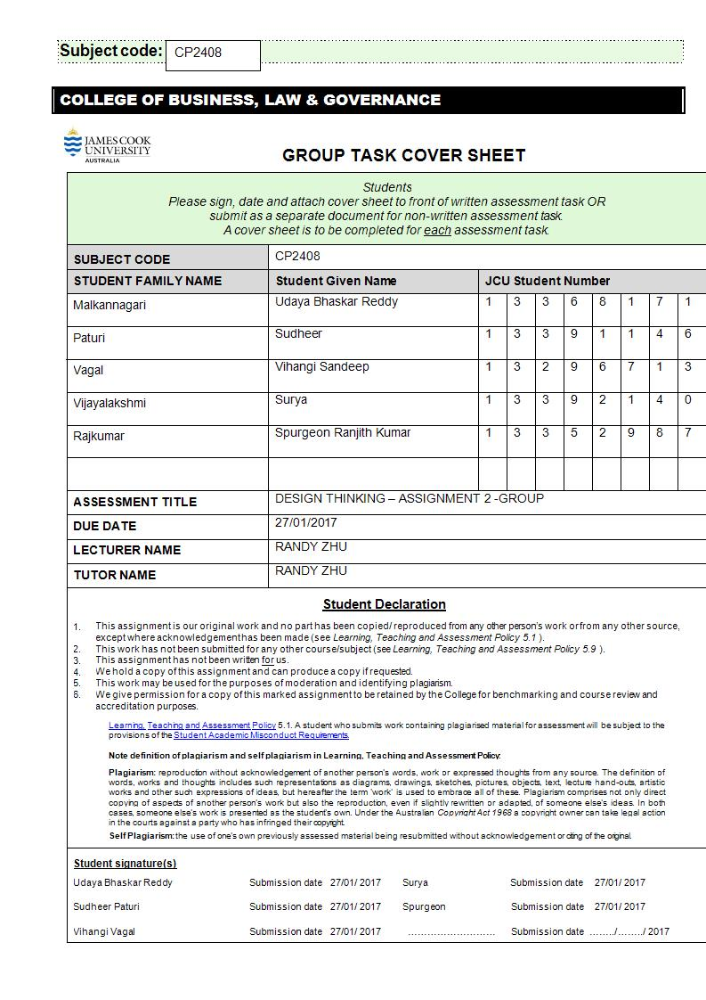 Subject code: CP2408
COLLEGE OF BUSINESS, LAW & GOVERNANCE
JAMES COOK
UNIVERSITY
AUSTRALIA
GROUP TASK COVER SHEET
Students
Please sign, date and attach cover sheet to front of written assessment task OR
submit as a separate document for non-written assessment task.
A cover sheet is to be completed for each assessment task.
SUBJECT CODE CP2408
STUDENT FAMILY NAME Student Given Name JCU Student Number
Malkannagari Udaya Bhaskar Reddy 1 3 3 6 8 1 7 1
Paturi Sudheer 1 3 3 9 1 1 4 6
Vagal Vihangi Sandeep 1 3 2 9 6 7 1 3
Vijayalakshmi Surya 1 3 3 9 2 1 4 0
Rajkumar Spurgeon Ranjith Kumar 1 3 3 5 2 9 8 7
ASSESSMENT TITLE DESIGN THINKING – ASSIGNMENT 2 -GROUP
DUE DATE 27/01/2017
LECTURER NAME RANDY ZHU
TUTOR NAME RANDY ZHU
Student Declaration
1. This assignment is our original work and no part has been copied/ reproduced from any other person's work or from any other source,
except where acknowledgement has been made (see Learning, Teaching and Assessment Policy 5.1 ).
2. This work has not been submitted for any other course/subject (see Learning, Teaching and Assessment Policy 5.9 ).
3. This assignment has not been written for us.
4. We hold a copy of this assignment and can produce a copy if requested.
5. This work may be used for the purposes of moderation and identifying plagiarism.
6. We give permission for a copy of this marked assignment to be retained by the College for benchmarking and course review and
accreditation purposes.
Learning, Teaching and Assessment Policy 5.1. A student who submits work containing plagiarised material for assessment will be subject to the
provisions of the Student Academic Misconduct Requirements.
Note definition of plagiarism and self plagiarism in Learning, Teaching and Assessment Policy:
Plagiarism: reproduction without acknowledgement of another person's words, work or expressed thoughts from any source. The definition of
words, works and thoughts includes such representations as diagrams, drawings, sketches, pictures, objects, text, lecture hand-outs, artistic
works and other such expressions of ideas, but hereafter the term 'work' is used to embrace all of these. Plagiarism comprises not only direct
copying of aspects of another person's work but also the reproduction, even if slightly rewritten or adapted, of someone else's ideas. In both
cases, someone else's work is presented as the student's own. Under the Australian Copyright Act 1968 a copyright owner can take legal action
in the courts against a party who has infringed their copyright.
Self Plagiarism: the use of one's own previously assessed material being resubmitted without acknowledgement or citing of the original.
Student signature(s)
Udaya Bhaskar Reddy Submission date 27/01/ 2017 Surya Submission date 27/01/ 2017
Sudheer Paturi Submission date 27/01/ 2017 Spurgeon Submission date 27/01/ 2017
Vihangi Vagal Submission date 27/01/ 2017 ............................ Submission date ......../......../ 2017